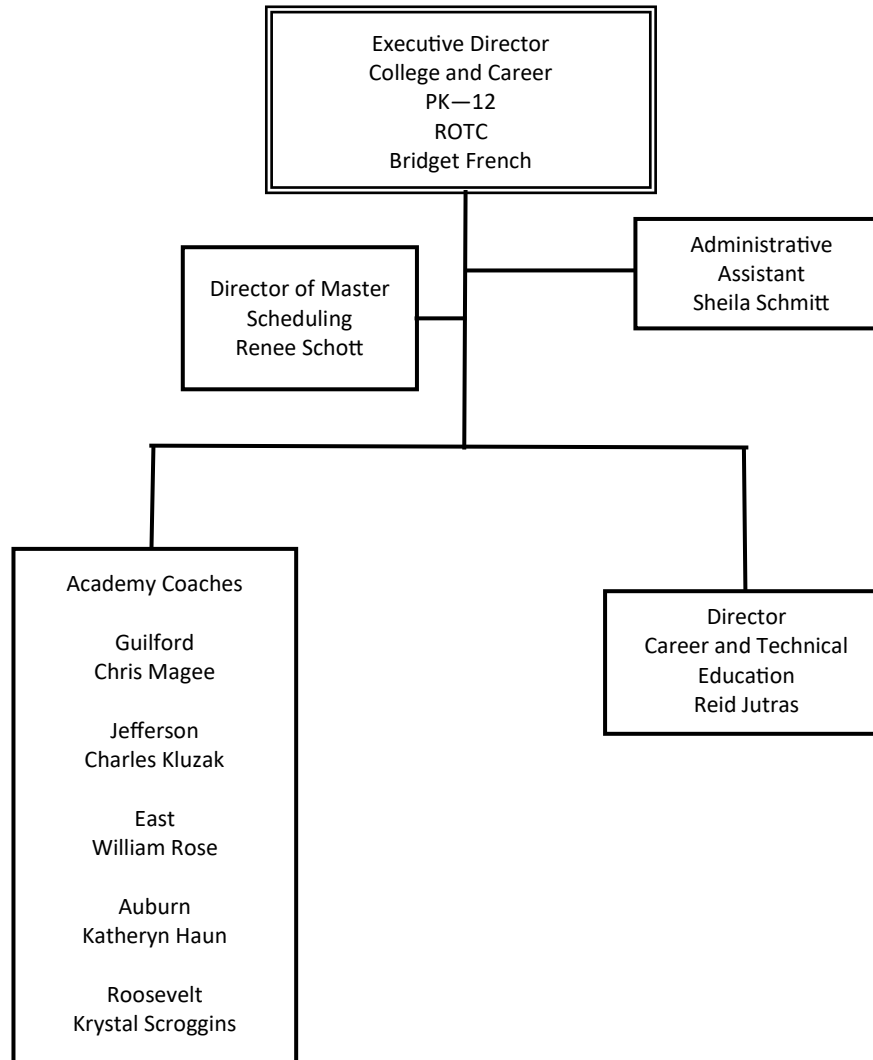 Executive Director
College and Career
PK—12
ROTC
Bridget French
Administrative
Assistant
Sheila Schmitt
Director of Master
Scheduling
Renee Schott
Academy Coaches
Guilford
Chris Magee
Jefferson
Charles Kluzak
East
William Rose
Auburn
Katheryn Haun
Roosevelt
Krystal Scroggins
Director
Career and Technical
Education
Reid Jutras